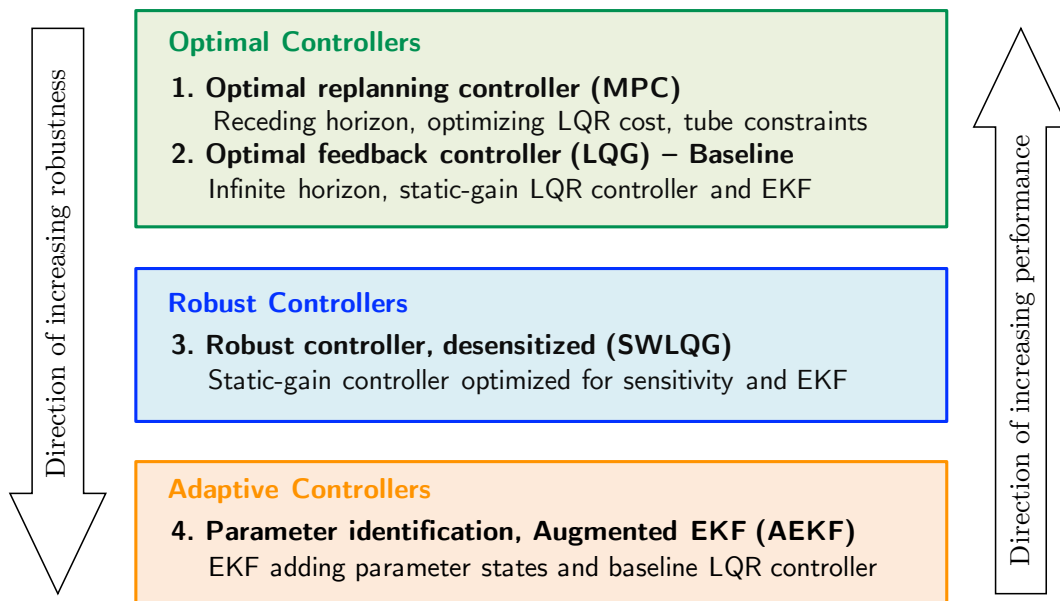 Direction of increasing robustness
Optimal Controllers
1. Optimal replanning controller (MPC)
Receding horizon, optimizing LQR cost, tube constraints
2. Optimal feedback controller (LQG) – Baseline
Infinite horizon, static-gain LQR controller and EKF
Robust Controllers
3. Robust controller, desensitized (SWLQG)
Static-gain controller optimized for sensitivity and EKF
Adaptive Controllers
4. Parameter identification, Augmented EKF (AEKF)
EKF adding parameter states and baseline LQR controller
Direction of increasing performance